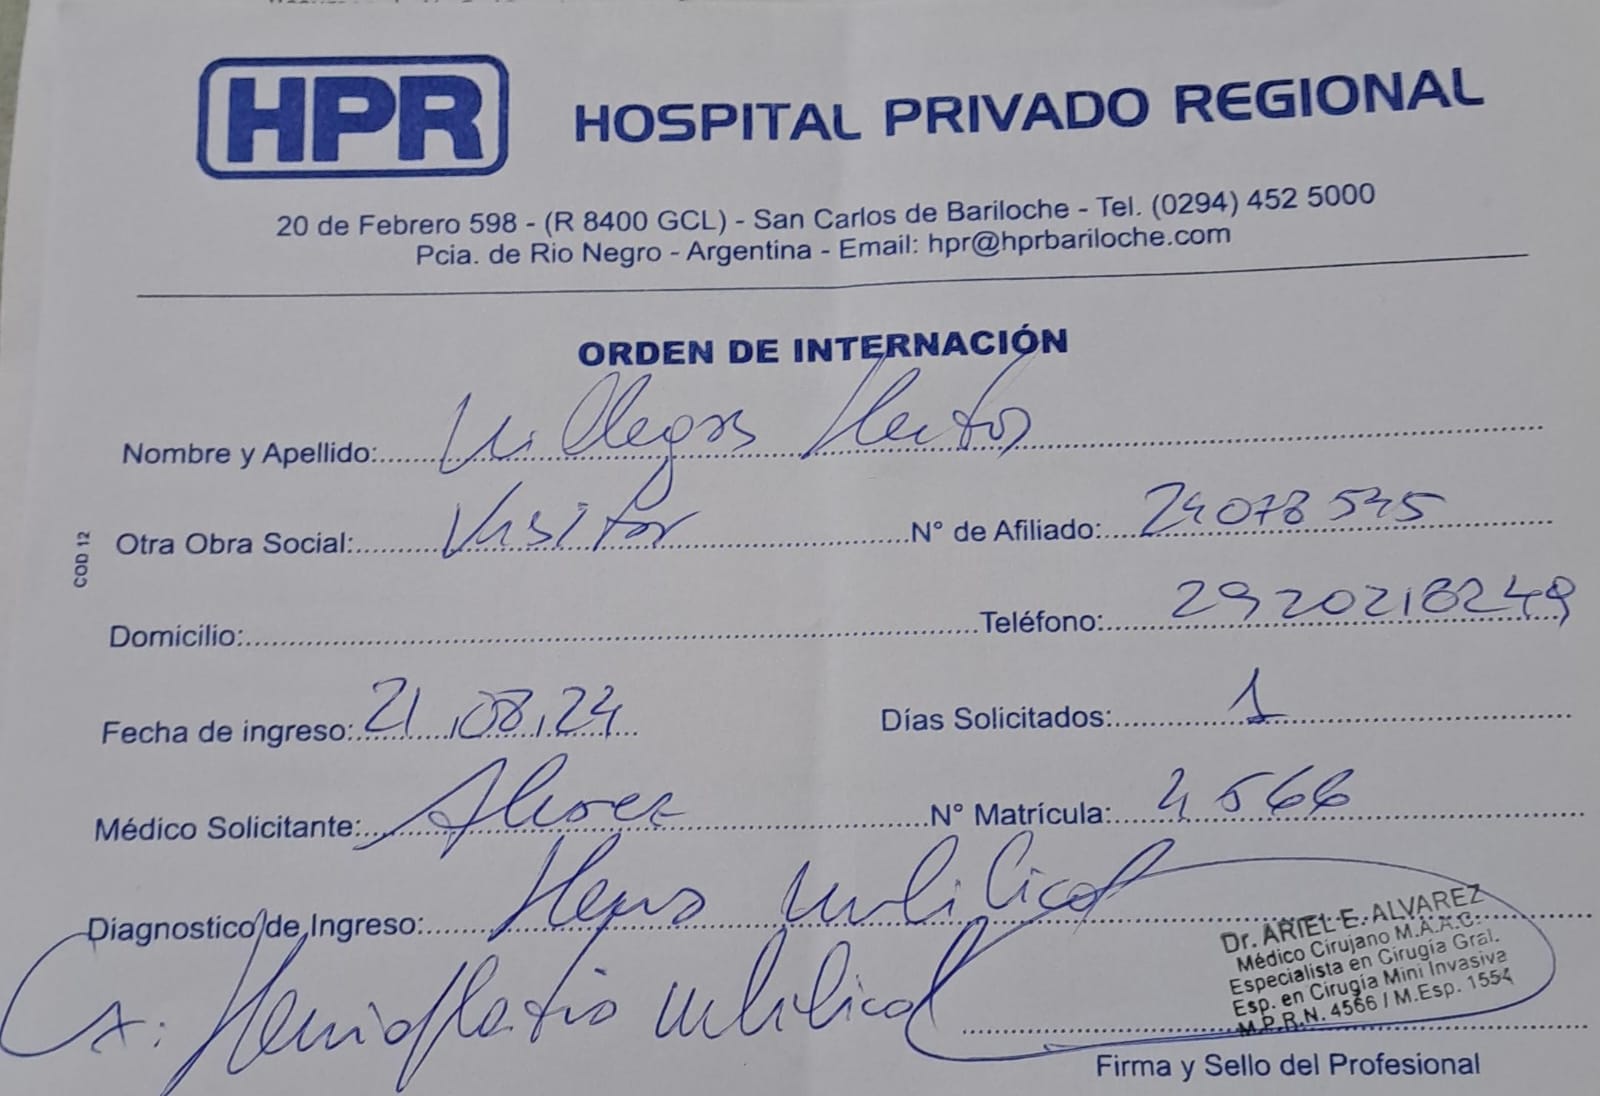 HPR HOSPITAL PRIVADO REGIONAL
20 de Febrero 598 - (R 8400 GCL) - San Carlos de Bariloche - Tel. (0294) 452 5000
Pcia. de Rio Negro - Argentina - Email: hpr@hprbariloche.com
ORDEN DE INTERNACIÓN
Nombre y Apellido: Villegas Hector
Otra Obra Social: Visitar N° de Afiliado: 24078545
COD 12
Domicilio: Teléfono: 2920218249
Fecha de ingreso: 21.08.24 Días Solicitados: 1
Médico Solicitante: Alvarez N° Matrícula: 4566
Diagnostico de Ingreso: Hernia umbilical
Hernioplastia umbilical
Dr. ARIEL E. ALVAREZ
Médico Cirujano M.A.A.C.
Especialista en Cirugía Gral.
Esp. en Cirugía Mini Invasiva
M.P.R.N. 4566 / M.Esp. 1554
Firma y Sello del Profesional